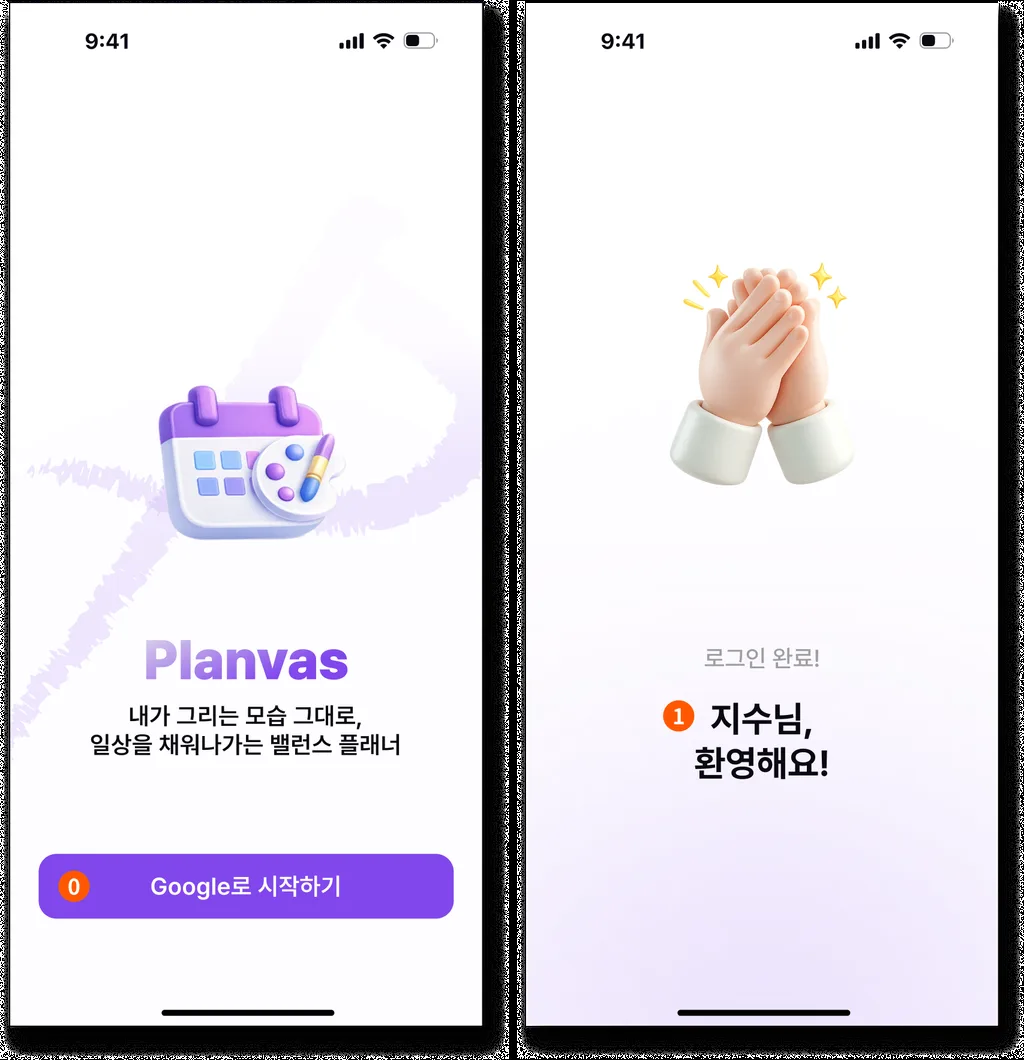 9:41
Planvas
내가 그리는 모습 그대로,
일상을 채워나가는 밸런스 플래너
0
Google로 시작하기
9:41
로그인 완료!
1
지수님,
환영해요!